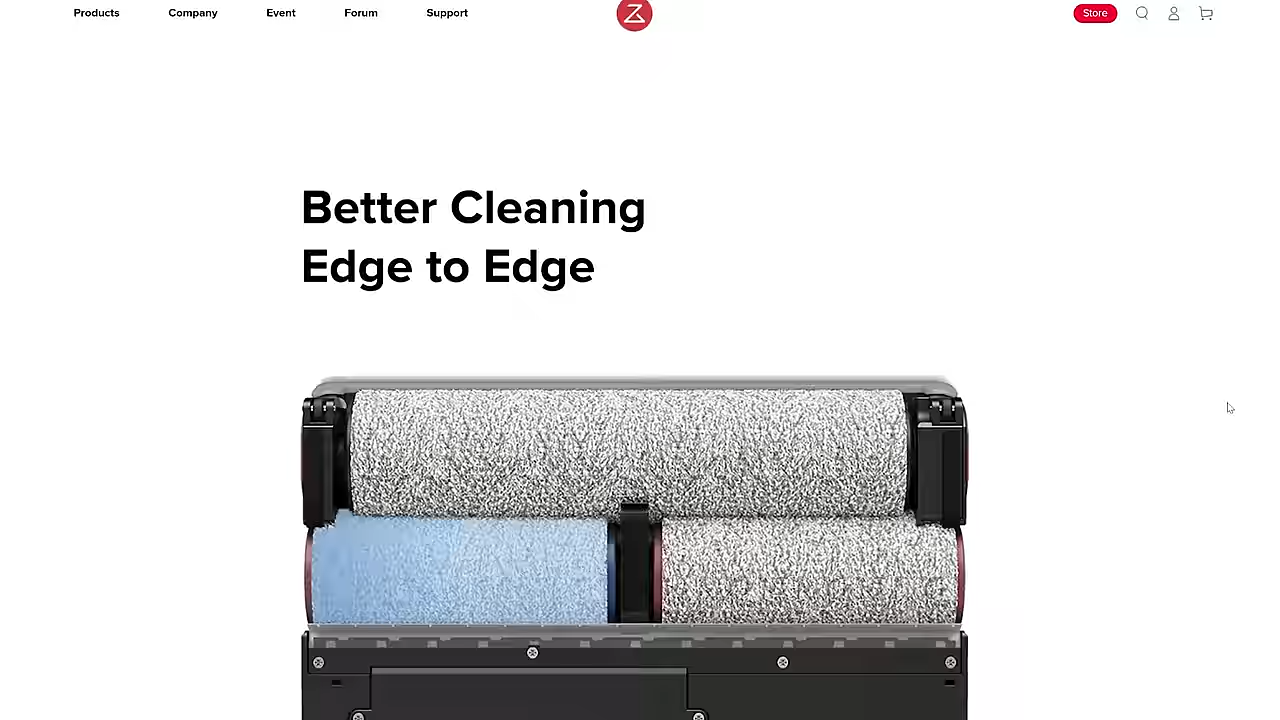 Products
Company
Event
Forum
Support
Store
Better Cleaning
Edge to Edge